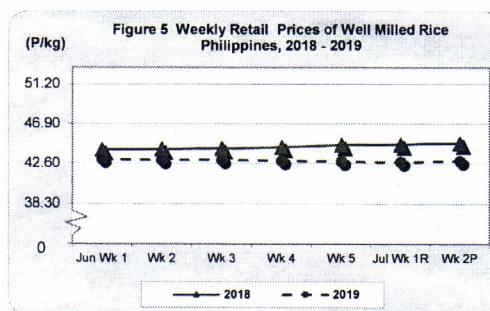 Figure 5 Weekly Retail Prices of Well Milled Rice
Philippines, 2018 - 2019
(P/kg)
51.20
46.90
42.60
38.30
0
Jun Wk 1 Wk 2 Wk 3 Wk 4 Wk 5 Jul Wk 1R Wk 2P
2018 2019